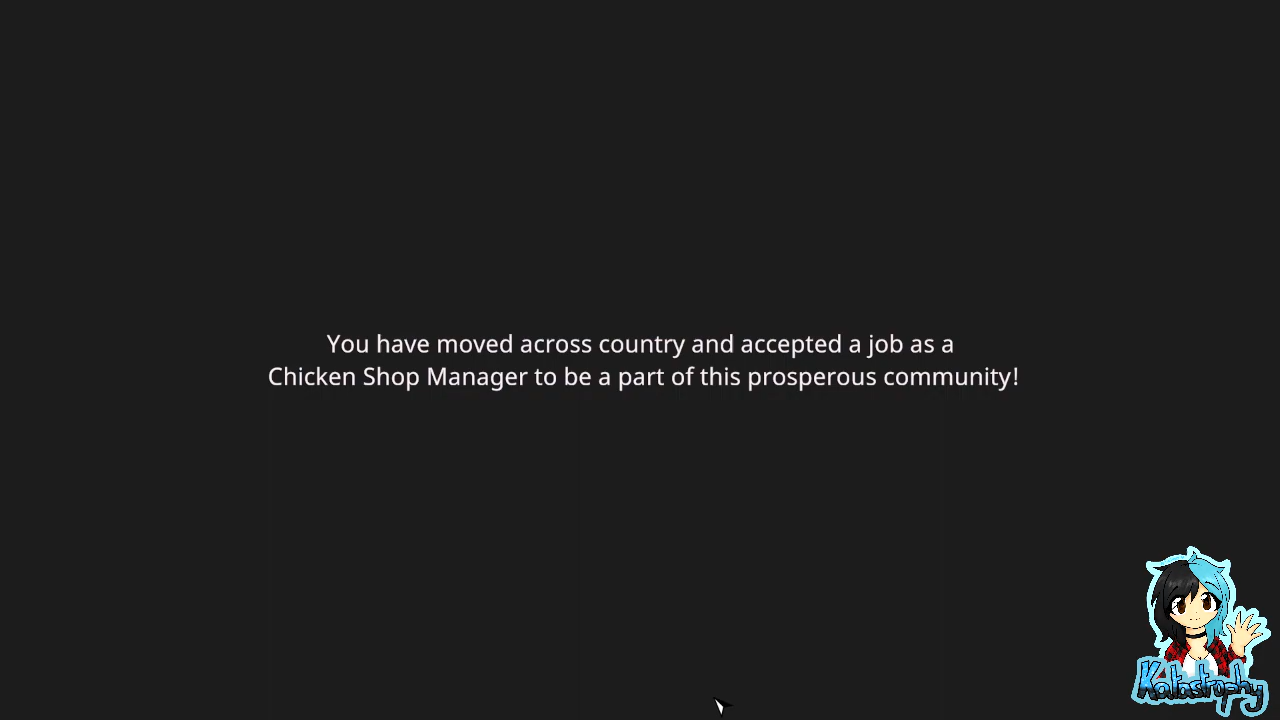 You have moved across country and accepted a job as a
Chicken Shop Manager to be a part of this prosperous community!
Katastrophy